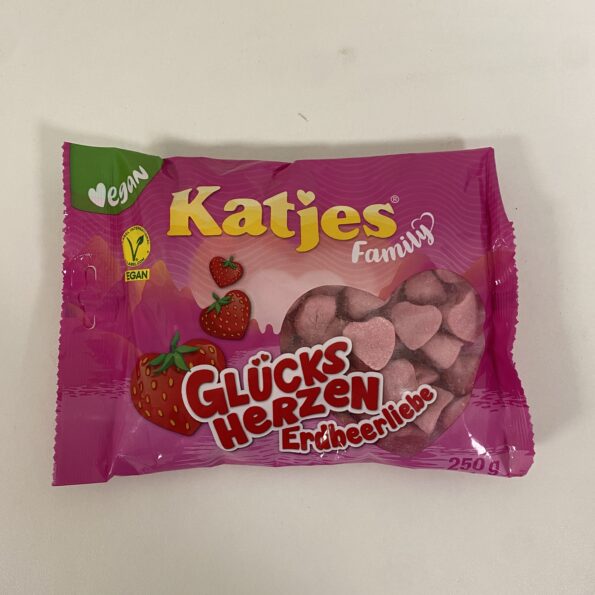 Vegan
Katjes®
Family
VEGAN
GLÜCKS
HERZEN
Erdbeerliebe
250 g